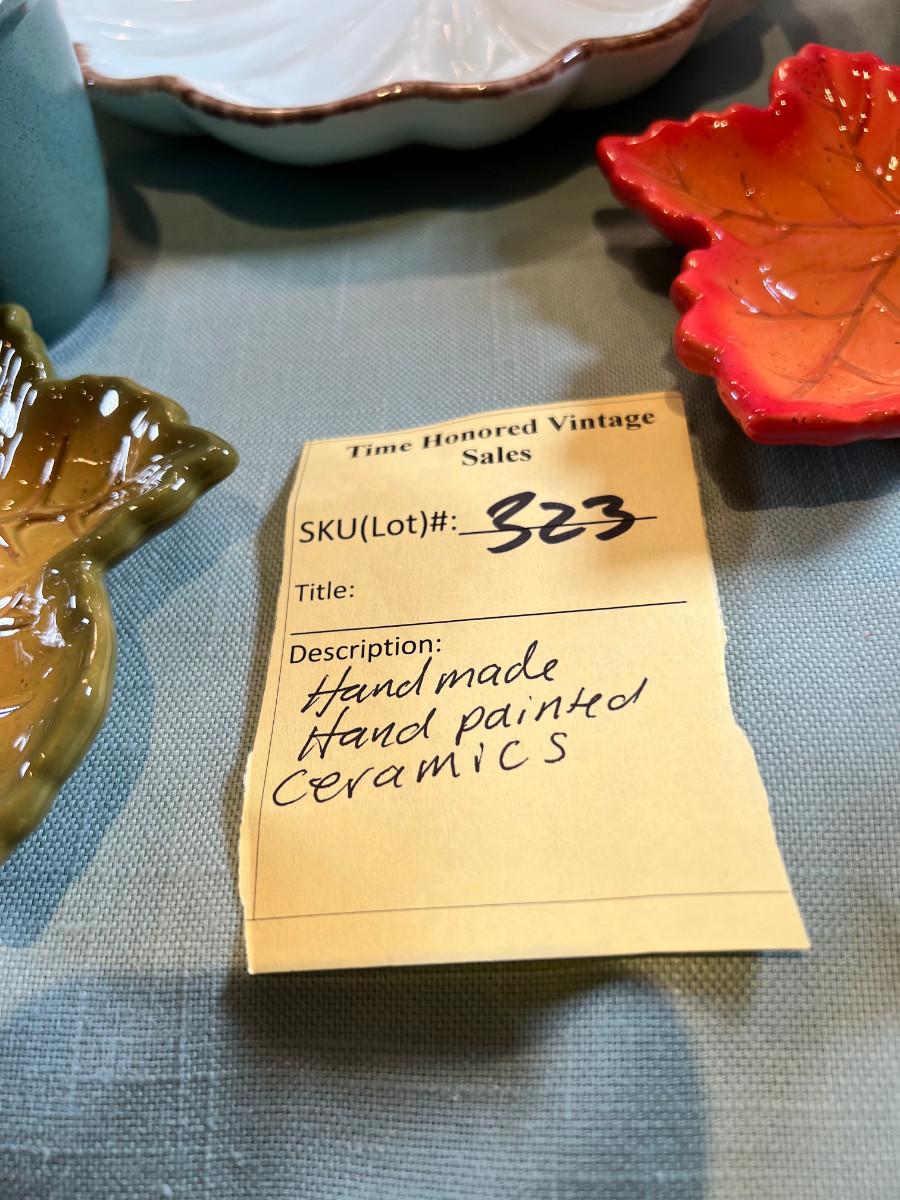 Time Honored Vintage
Sales
SKU(Lot)#: 323
Title:
Description:
Handmade
Hand painted
Ceramics